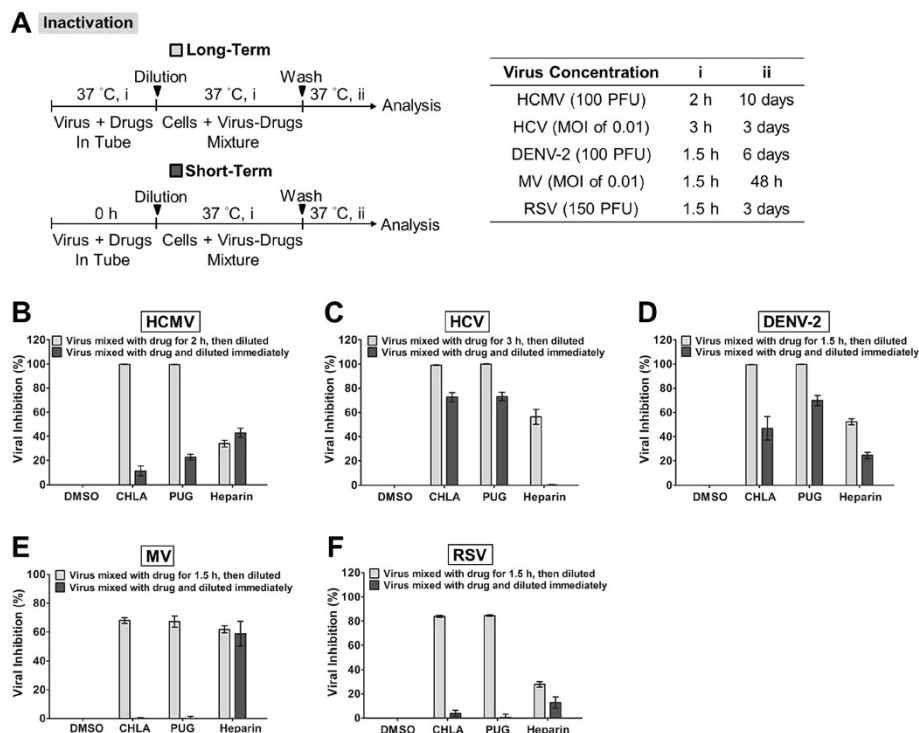 A Inactivation
Long-Term
Dilution Wash
37 °C, i 37 °C, i 37 °C, ii
Analysis
Virus + Drugs Cells + Virus-Drugs
In Tube Mixture
Short-Term
Dilution Wash
0 h 37 °C, i 37 °C, ii
Analysis
Virus + Drugs Cells + Virus-Drugs
In Tube Mixture
Virus Concentration i ii
HCMV (100 PFU) 2 h 10 days
HCV (MOI of 0.01) 3 h 3 days
DENV-2 (100 PFU) 1.5 h 6 days
MV (MOI of 0.01) 1.5 h 48 h
RSV (150 PFU) 1.5 h 3 days
B HCMV
Virus mixed with drug for 2 h, then diluted
Virus mixed with drug and diluted immediately
Viral Inhibition (%)
120
100
80
60
40
20
0
DMSO CHLA PUG Heparin
C HCV
Virus mixed with drug for 3 h, then diluted
Virus mixed with drug and diluted immediately
Viral Inhibition (%)
120
100
80
60
40
20
0
DMSO CHLA PUG Heparin
D DENV-2
Virus mixed with drug for 1.5 h, then diluted
Virus mixed with drug and diluted immediately
Viral Inhibition (%)
120
100
80
60
40
20
0
DMSO CHLA PUG Heparin
E MV
Virus mixed with drug for 1.5 h, then diluted
Virus mixed with drug and diluted immediately
Viral Inhibition (%)
100
80
60
40
20
0
DMSO CHLA PUG Heparin
F RSV
Virus mixed with drug for 1.5 h, then diluted
Virus mixed with drug and diluted immediately
Viral Inhibition (%)
120
100
80
60
40
20
0
DMSO CHLA PUG Heparin